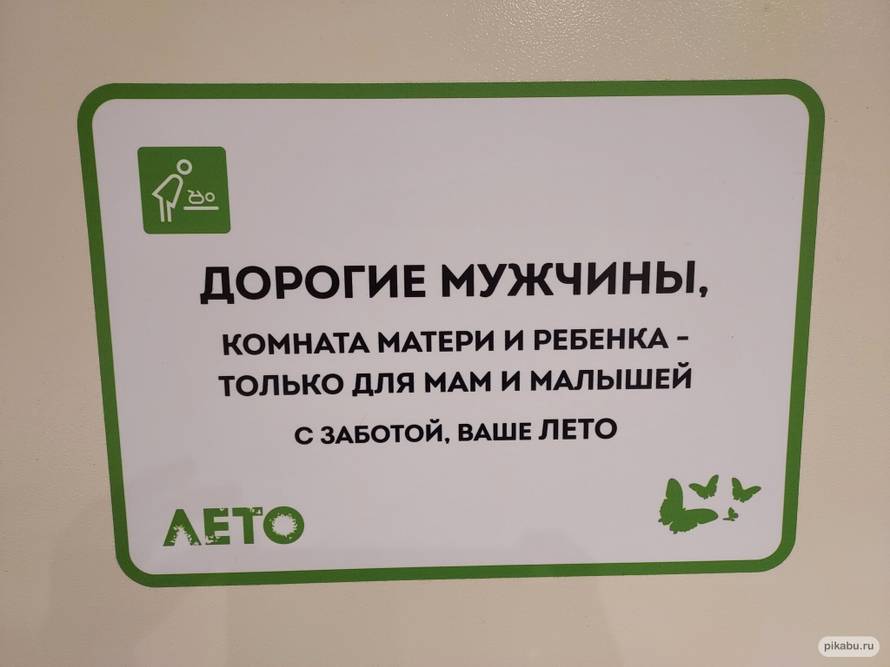 ДОРОГИЕ МУЖЧИНЫ,
КОМНАТА МАТЕРИ И РЕБЕНКА -
ТОЛЬКО ДЛЯ МАМ И МАЛЫШЕЙ
С ЗАБОТОЙ, ВАШЕ ЛЕТО
ЛЕТО
pikabu.ru